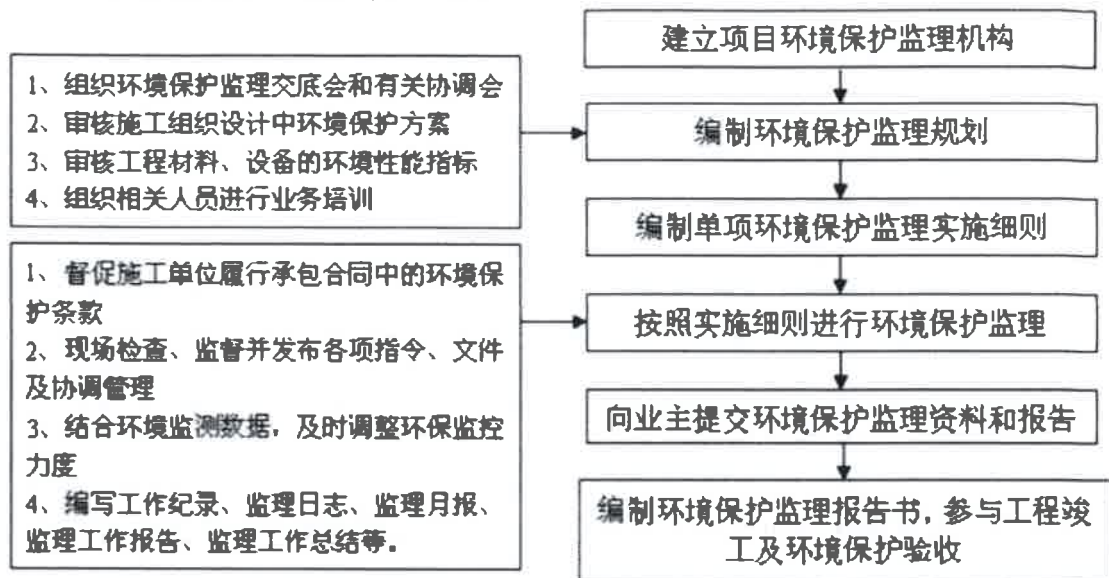 建立项目环境保护监理机构
1、组织环境保护监理交底会和有关协调会
2、审核施工组织设计中环境保护方案
3、审核工程材料、设备的环境性能指标
4、组织相关人员进行业务培训
编制环境保护监理规划
编制单项环境保护监理实施细则
1、督促施工单位履行承包合同中的环境保
护条款
2、现场检查、监督并发布各项指令、文件
及协调管理
3、结合环境监测数据，及时调整环保监控
力度
4、编写工作纪录、监理日志、监理月报、
监理工作报告、监理工作总结等。
按照实施细则进行环境保护监理
向业主提交环境保护监理资料和报告
编制环境保护监理报告书，参与工程竣
工及环境保护验收